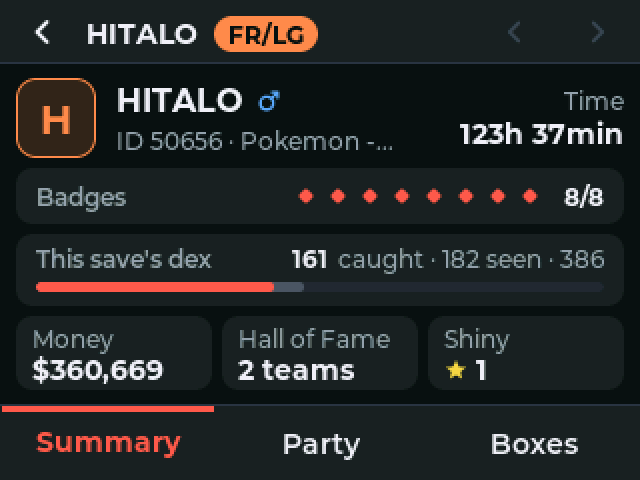 HITALO FR/LG
H
HITALO ♂
ID 50656 · Pokemon -...
Time
123h 37min
Badges 8/8
This save's dex 161 caught · 182 seen · 386
Money
$360,669
Hall of Fame
2 teams
Shiny
★ 1
Summary Party Boxes